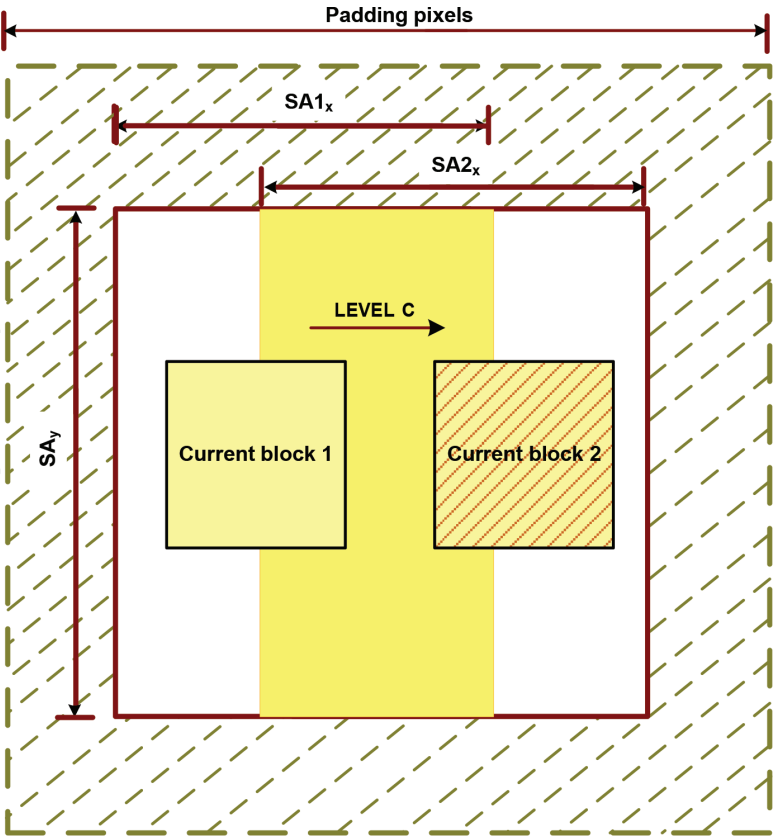 Padding pixels
SA1x
SA2x
LEVEL C
SAy
Current block 1
Current block 2